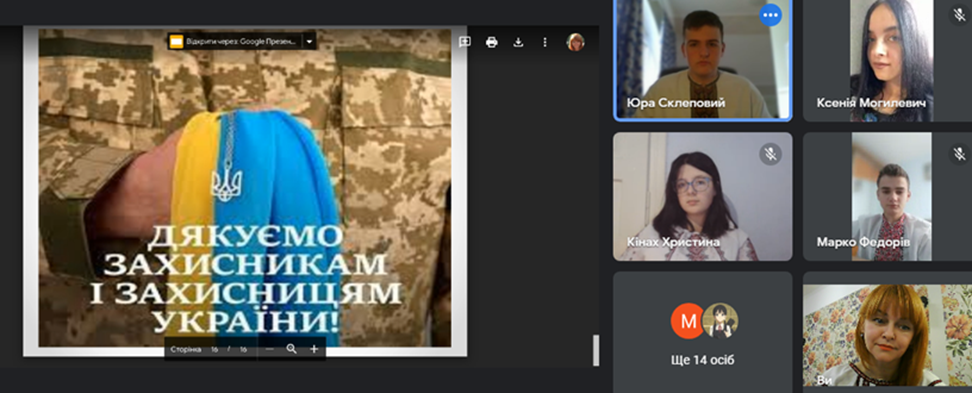 Відкрити через: Google Презен...
ДЯКУЄМО
ЗАХИСНИКАМ
І ЗАХИСНИЦЯМ
УКРАЇНИ!
Сторінка 16 / 16
Юра Склеповий
Ксенія Могилевич
Кінах Христина
Марко Федорів
М
Ще 14 осіб
Ви